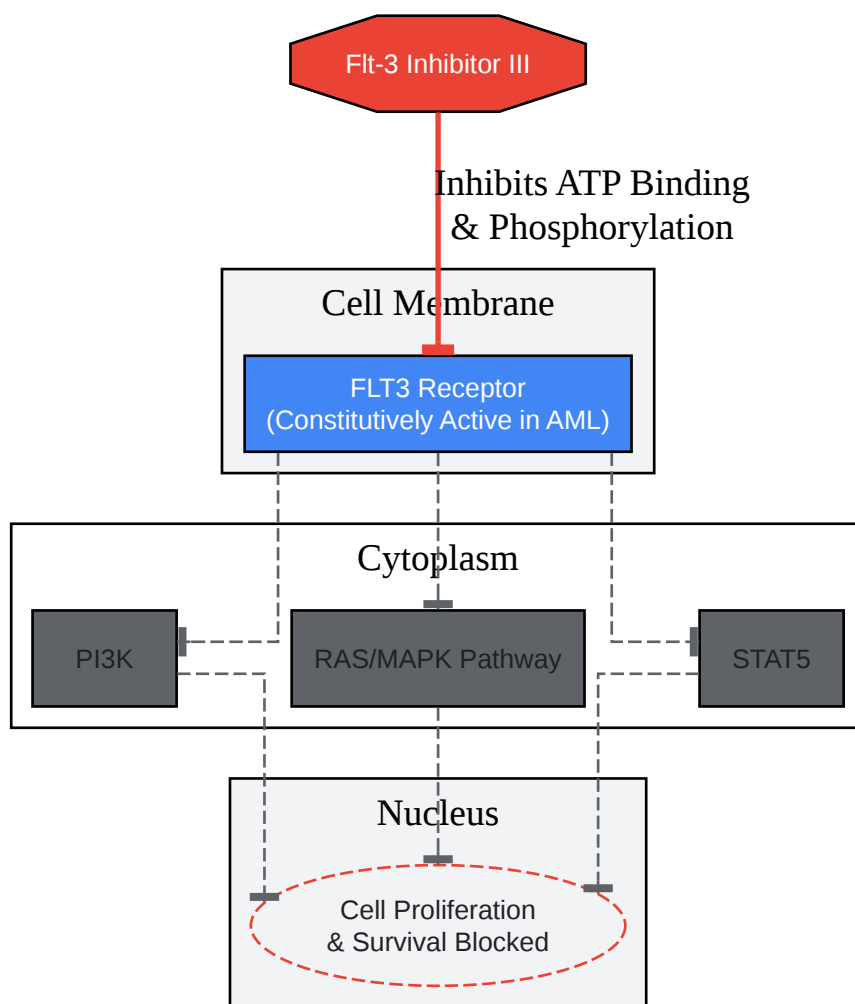 Flt-3 Inhibitor III
Inhibits ATP Binding
& Phosphorylation
Cell Membrane
FLT3 Receptor
(Constitutively Active in AML)
Cytoplasm
PI3K
RAS/MAPK Pathway
STAT5
Nucleus
Cell Proliferation
& Survival Blocked